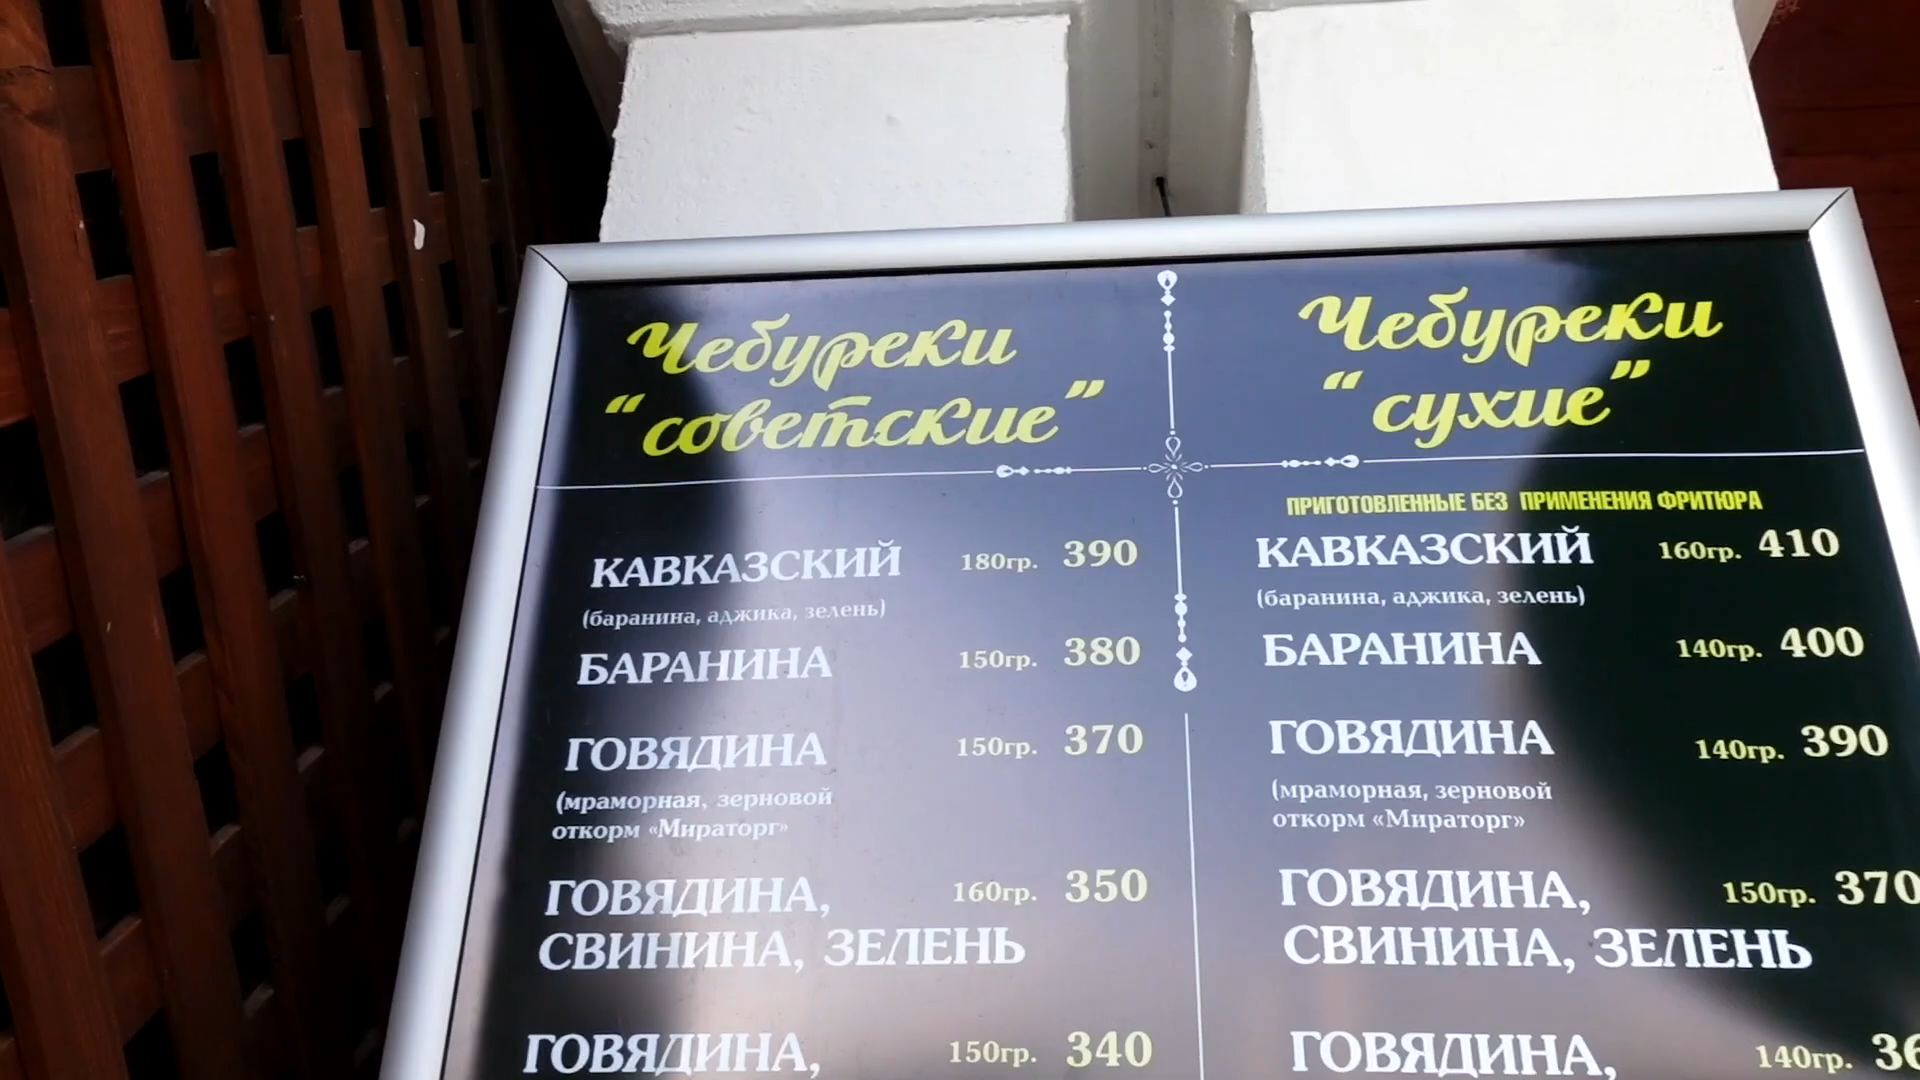 Чебуреки
“советские”
КАВКАЗСКИЙ 180гр. 390
(баранина, аджика, зелень)
БАРАНИНА 150гр. 380
ГОВЯДИНА 150гр. 370
(мраморная, зерновой
откорм «Мираторг»
ГОВЯДИНА, 160гр. 350
СВИНИНА, ЗЕЛЕНЬ
ГОВЯДИНА, 150гр. 340
Чебуреки
“сухие”
ПРИГОТОВЛЕННЫЕ БЕЗ ПРИМЕНЕНИЯ ФРИТЮРА
КАВКАЗСКИЙ 160гр. 410
(баранина, аджика, зелень)
БАРАНИНА 140гр. 400
ГОВЯДИНА 140гр. 390
(мраморная, зерновой
откорм «Мираторг»
ГОВЯДИНА, 150гр. 370
СВИНИНА, ЗЕЛЕНЬ
ГОВЯДИНА, 140гр.